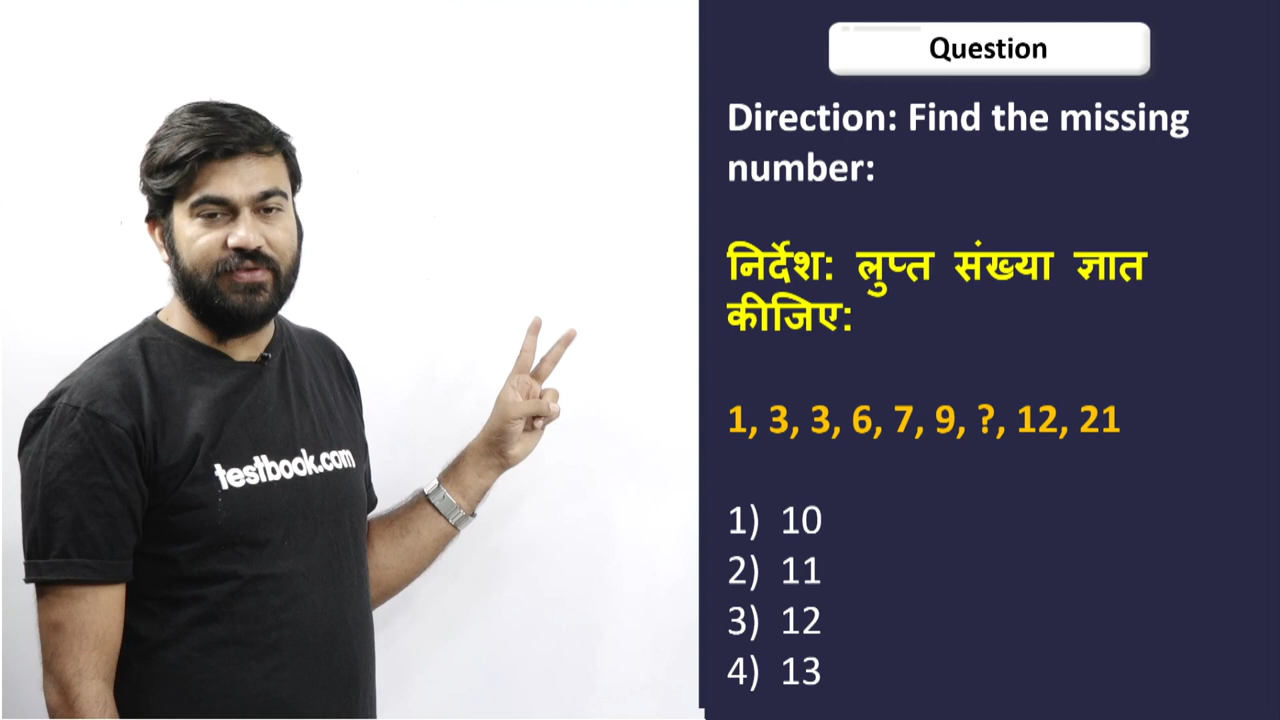 Question
Direction: Find the missing
number:
निर्देश: लुप्त संख्या ज्ञात
कीजिए:
1, 3, 3, 6, 7, 9, ?, 12, 21
1) 10
2) 11
3) 12
4) 13
testbook.com